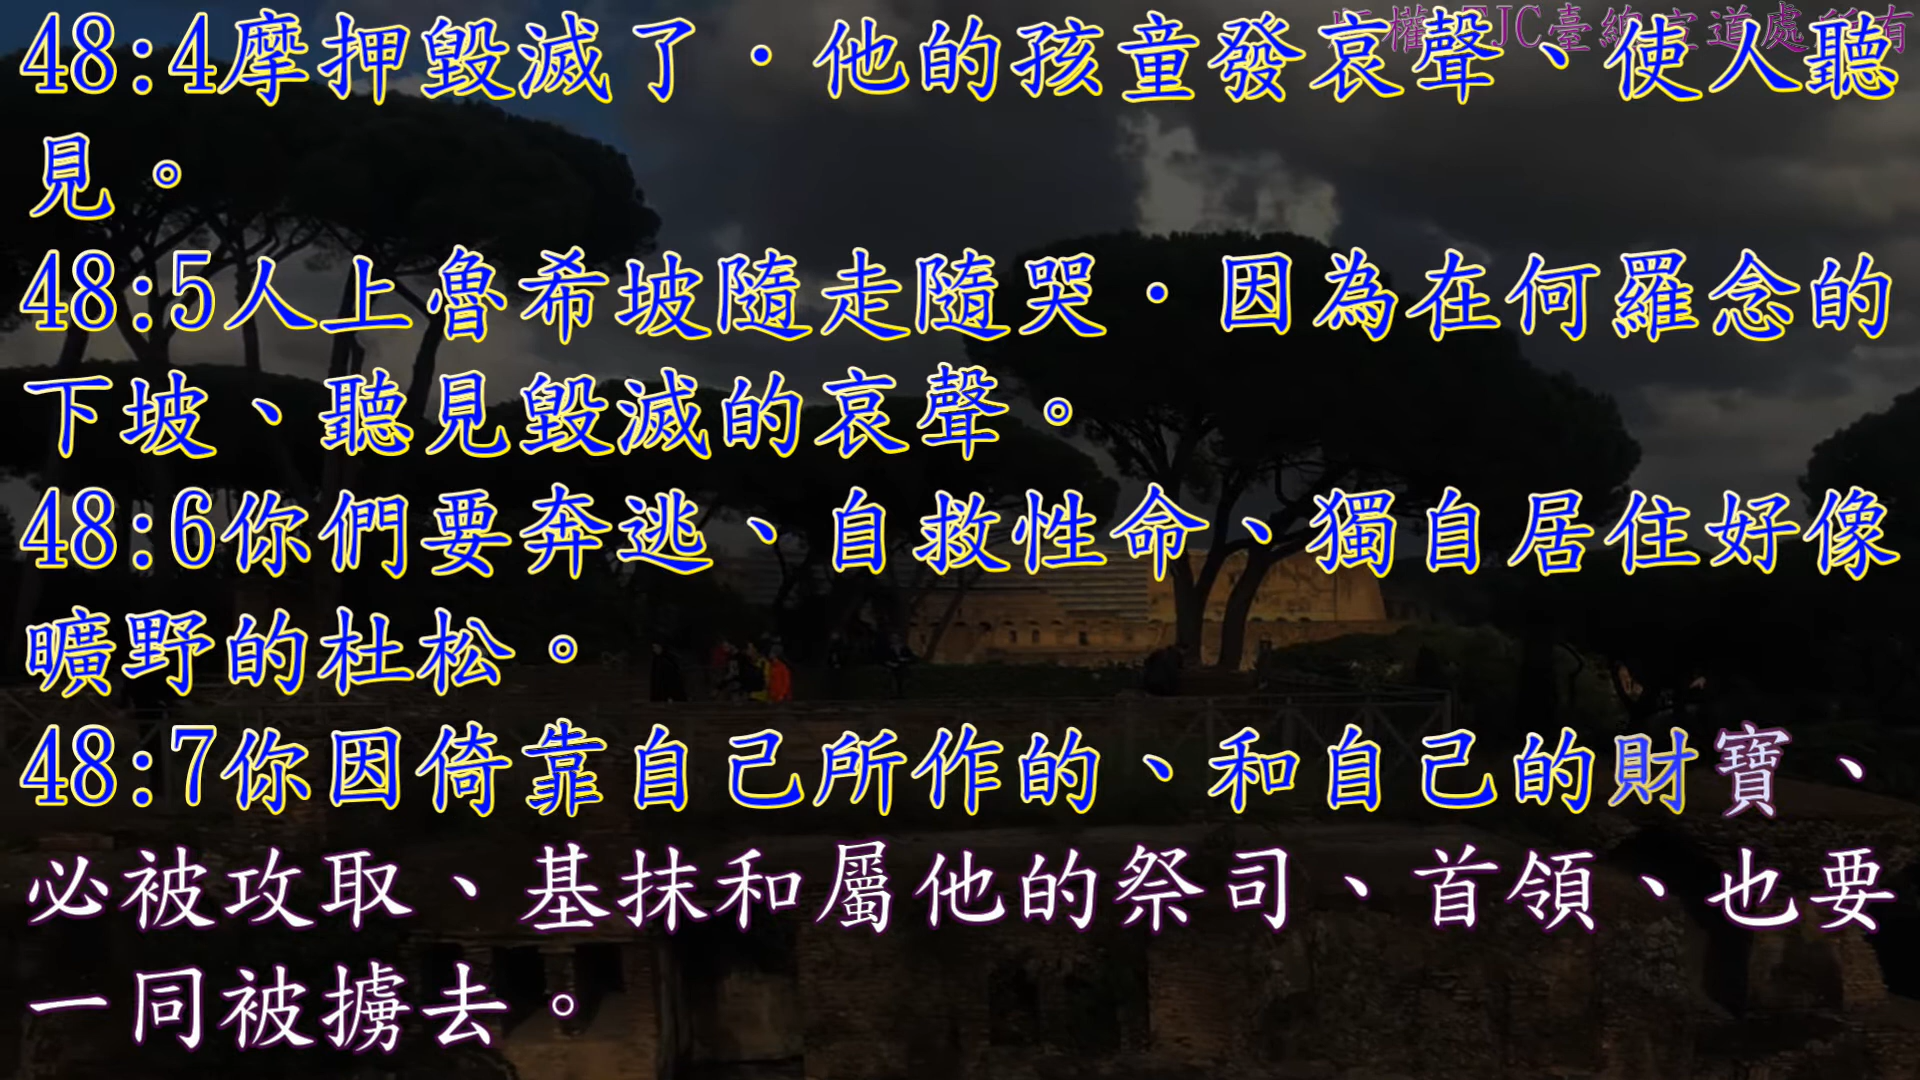 48:4摩押毀滅了．他的孩童發哀聲、使人聽
見。
48:5人上魯希坡隨走隨哭．因為在何羅念的
下坡、聽見毀滅的哀聲。
48:6你們要奔逃、自救性命、獨自居住好像
曠野的杜松。
48:7你因倚靠自己所作的、和自己的財寶、
必被攻取、基抹和屬他的祭司、首領、也要
一同被擄去。